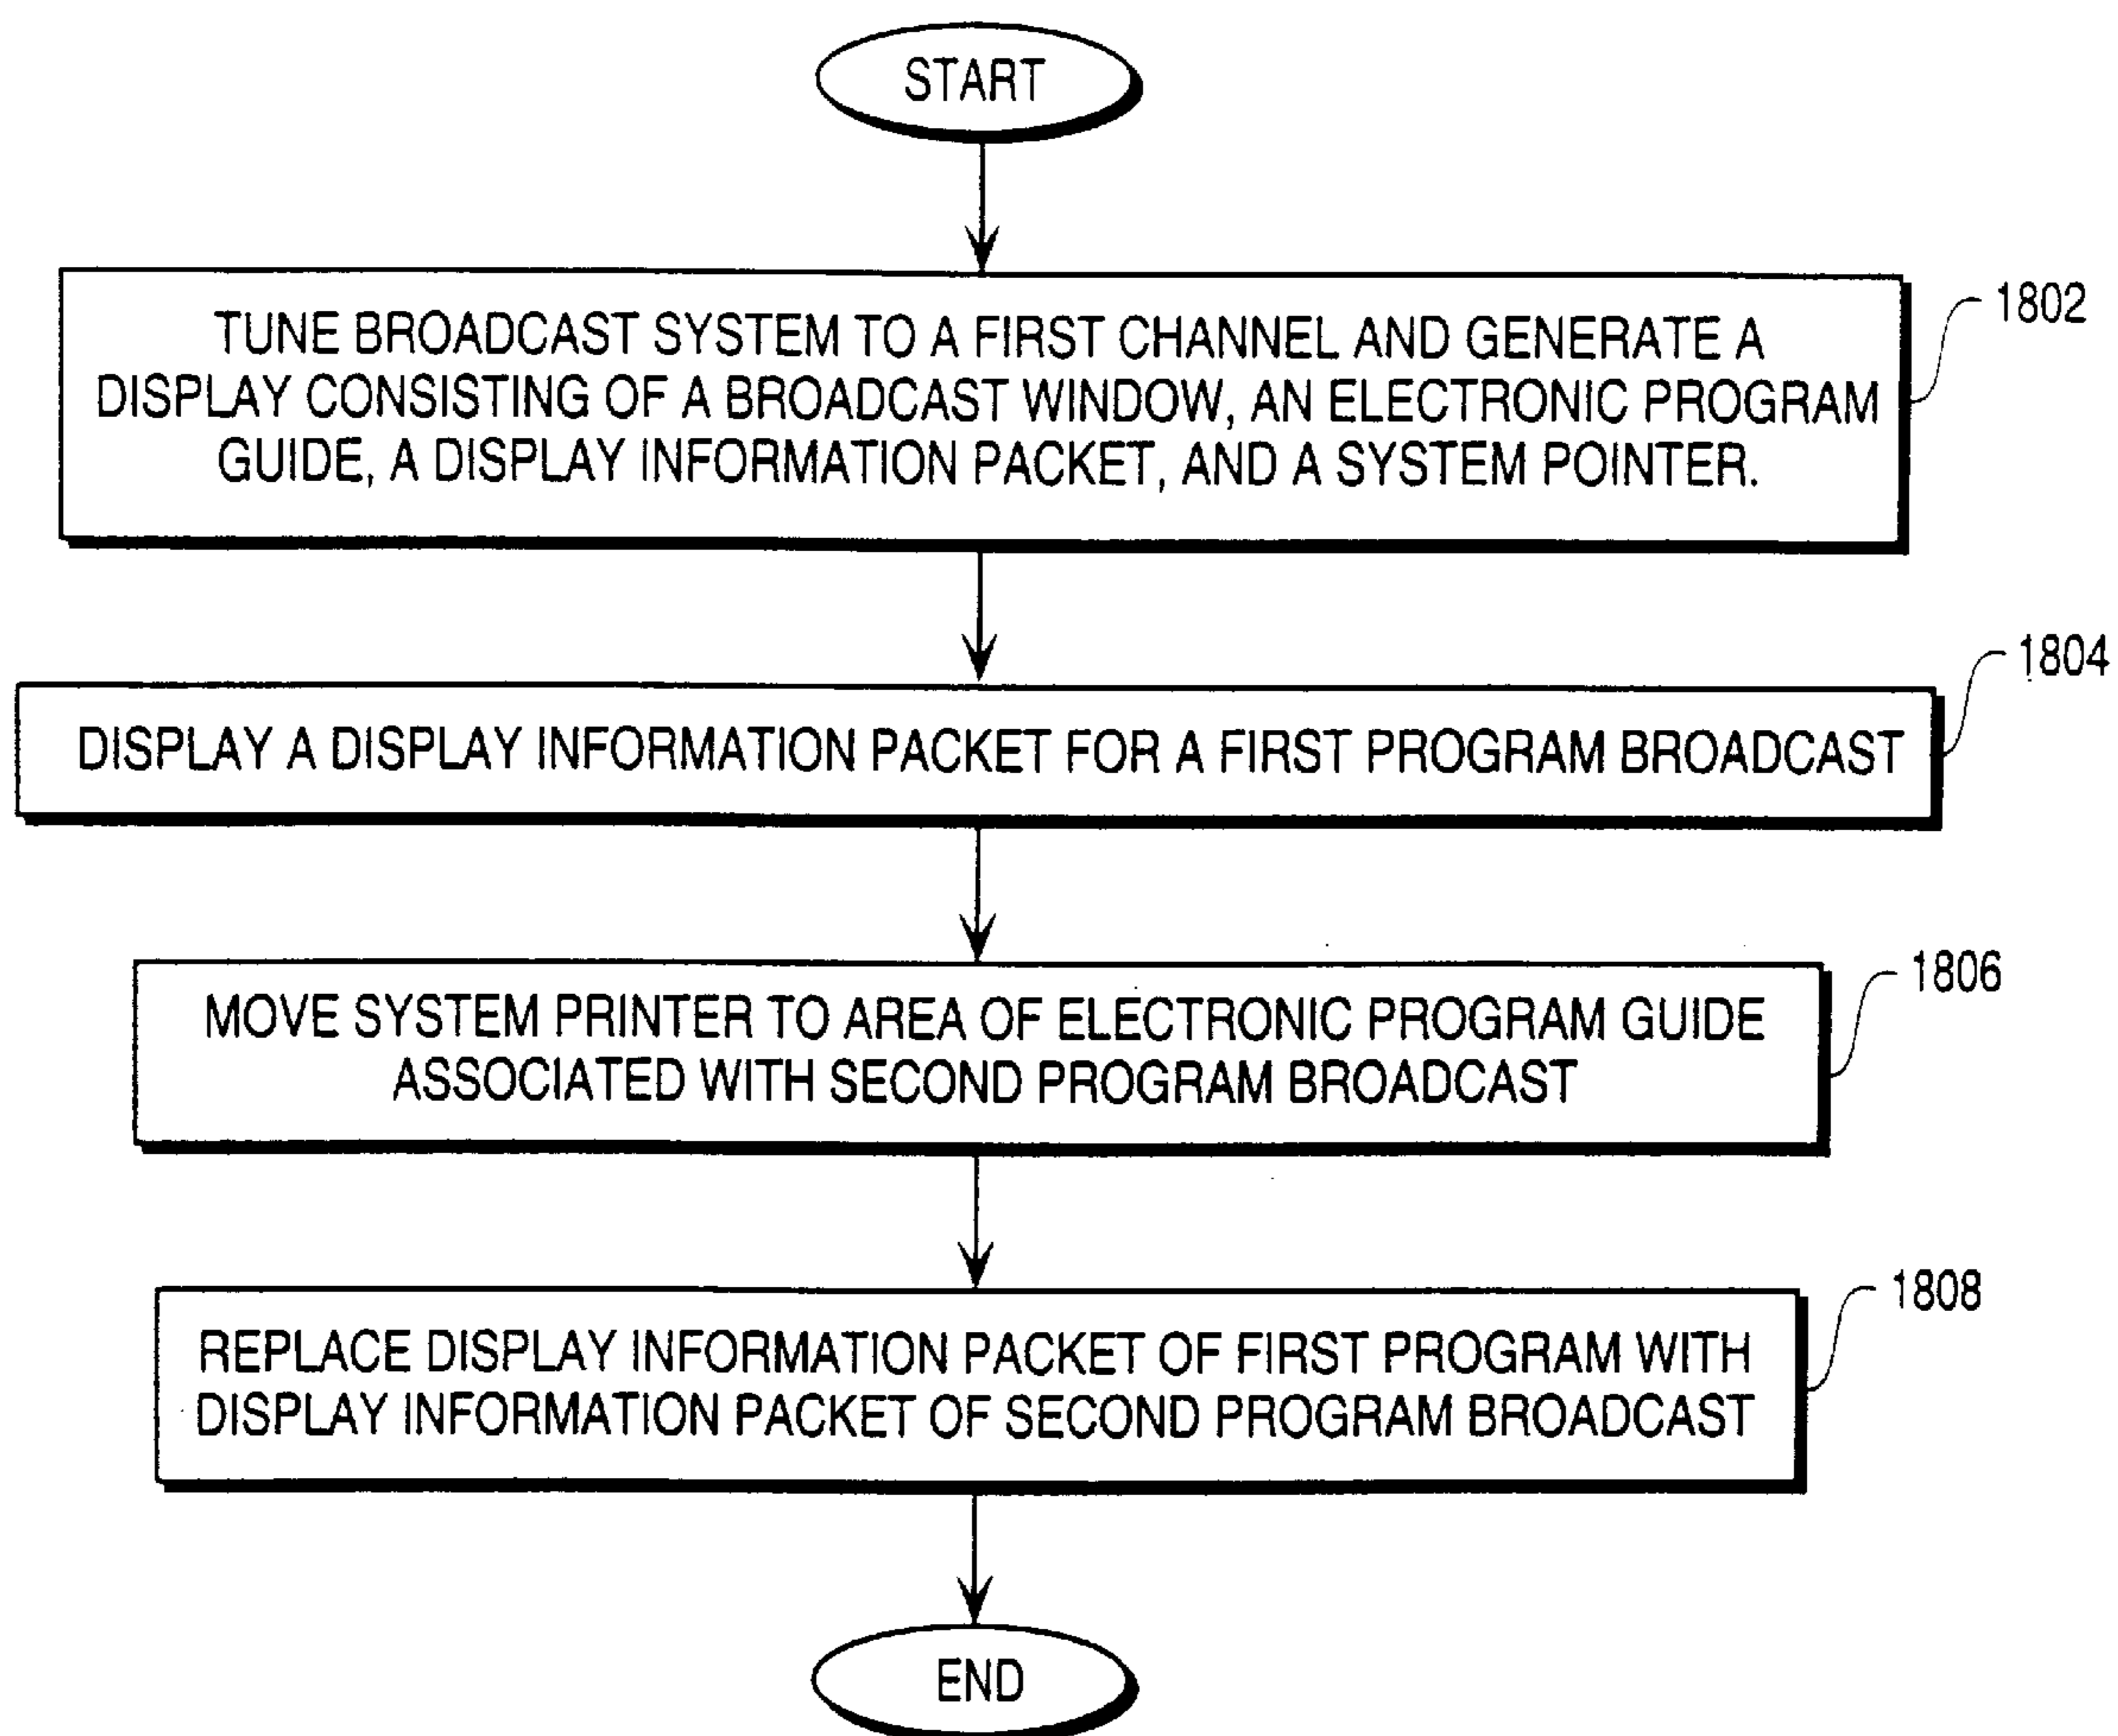 START
TUNE BROADCAST SYSTEM TO A FIRST CHANNEL AND GENERATE A
DISPLAY CONSISTING OF A BROADCAST WINDOW, AN ELECTRONIC PROGRAM
GUIDE, A DISPLAY INFORMATION PACKET, AND A SYSTEM POINTER.
1802
DISPLAY A DISPLAY INFORMATION PACKET FOR A FIRST PROGRAM BROADCAST
1804
MOVE SYSTEM PRINTER TO AREA OF ELECTRONIC PROGRAM GUIDE
ASSOCIATED WITH SECOND PROGRAM BROADCAST
1806
REPLACE DISPLAY INFORMATION PACKET OF FIRST PROGRAM WITH
DISPLAY INFORMATION PACKET OF SECOND PROGRAM BROADCAST
1808
END